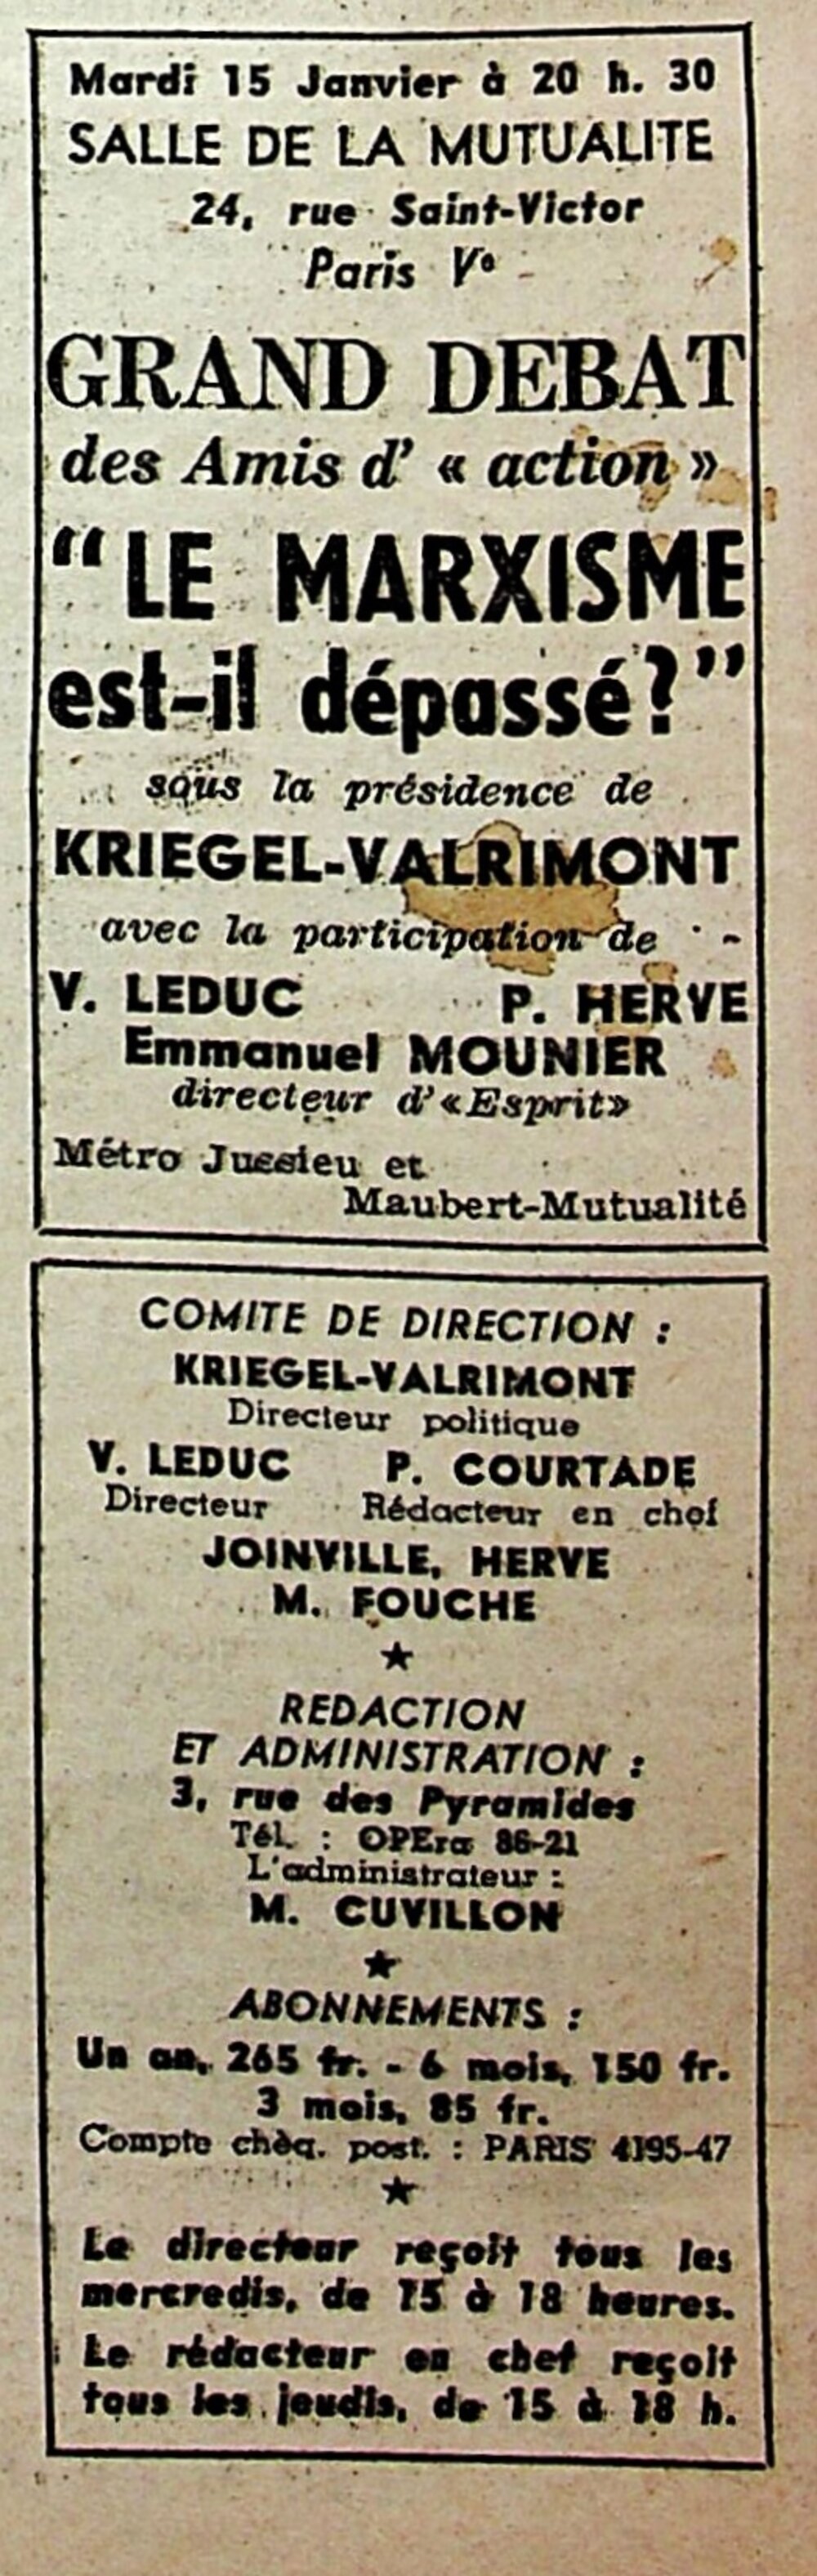 Mardi 15 Janvier à 20 h. 30
SALLE DE LA MUTUALITE
24, rue Saint-Victor
Paris Vᵉ
GRAND DEBAT
des Amis d' « action »
"LE MARXISME
est-il dépassé?"
sous la présidence de
KRIEGEL-VALRIMONT
avec la participation de
V. LEDUC P. HERVE
Emmanuel MOUNIER
directeur d'«Esprit»
Métro Jussieu et
Maubert-Mutualité
COMITE DE DIRECTION :
KRIEGEL-VALRIMONT
Directeur politique
V. LEDUC P. COURTADE
Directeur Rédacteur en chef
JOINVILLE, HERVE
M. FOUCHE
★
REDACTION
ET ADMINISTRATION :
3, rue des Pyramides
Tél. : OPEra 86-21
L'administrateur :
M. CUVILLON
★
ABONNEMENTS :
Un an, 265 fr. - 6 mois, 150 fr.
3 mois, 85 fr.
Compte chèq. post. : PARIS 4195-47
★
Le directeur reçoit tous les
mercredis, de 15 à 18 heures.
Le rédacteur en chef reçoit
tous les jeudis, de 15 à 18 h.